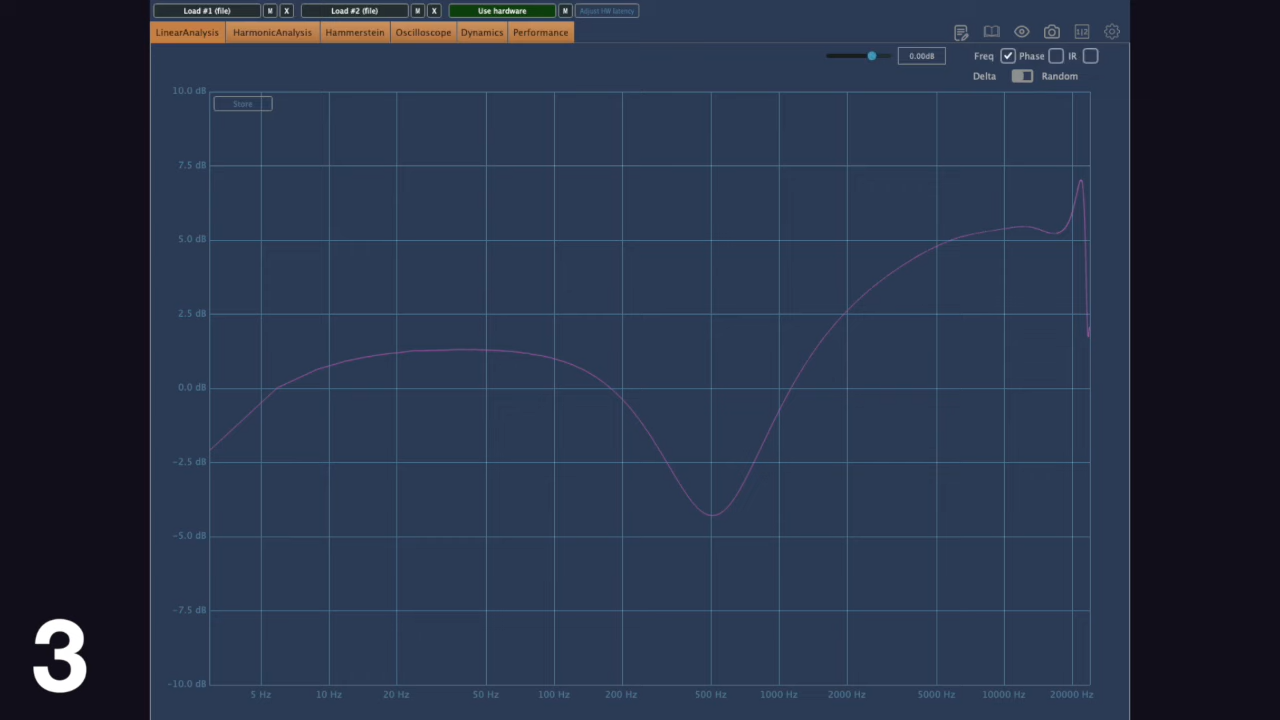 Load #1 (file) M X Load #2 (file) M X Use hardware M Adjust HW latency
LinearAnalysis HarmonicAnalysis Hammerstein Oscilloscope Dynamics Performance
1|2
0.00dB Freq Phase IR
Delta Random
10.0 dB
Store
7.5 dB
5.0 dB
2.5 dB
0.0 dB
-2.5 dB
-5.0 dB
-7.5 dB
-10.0 dB
5 Hz 10 Hz 20 Hz 50 Hz 100 Hz 200 Hz 500 Hz 1000 Hz 2000 Hz 5000 Hz 10000 Hz 20000 Hz
3